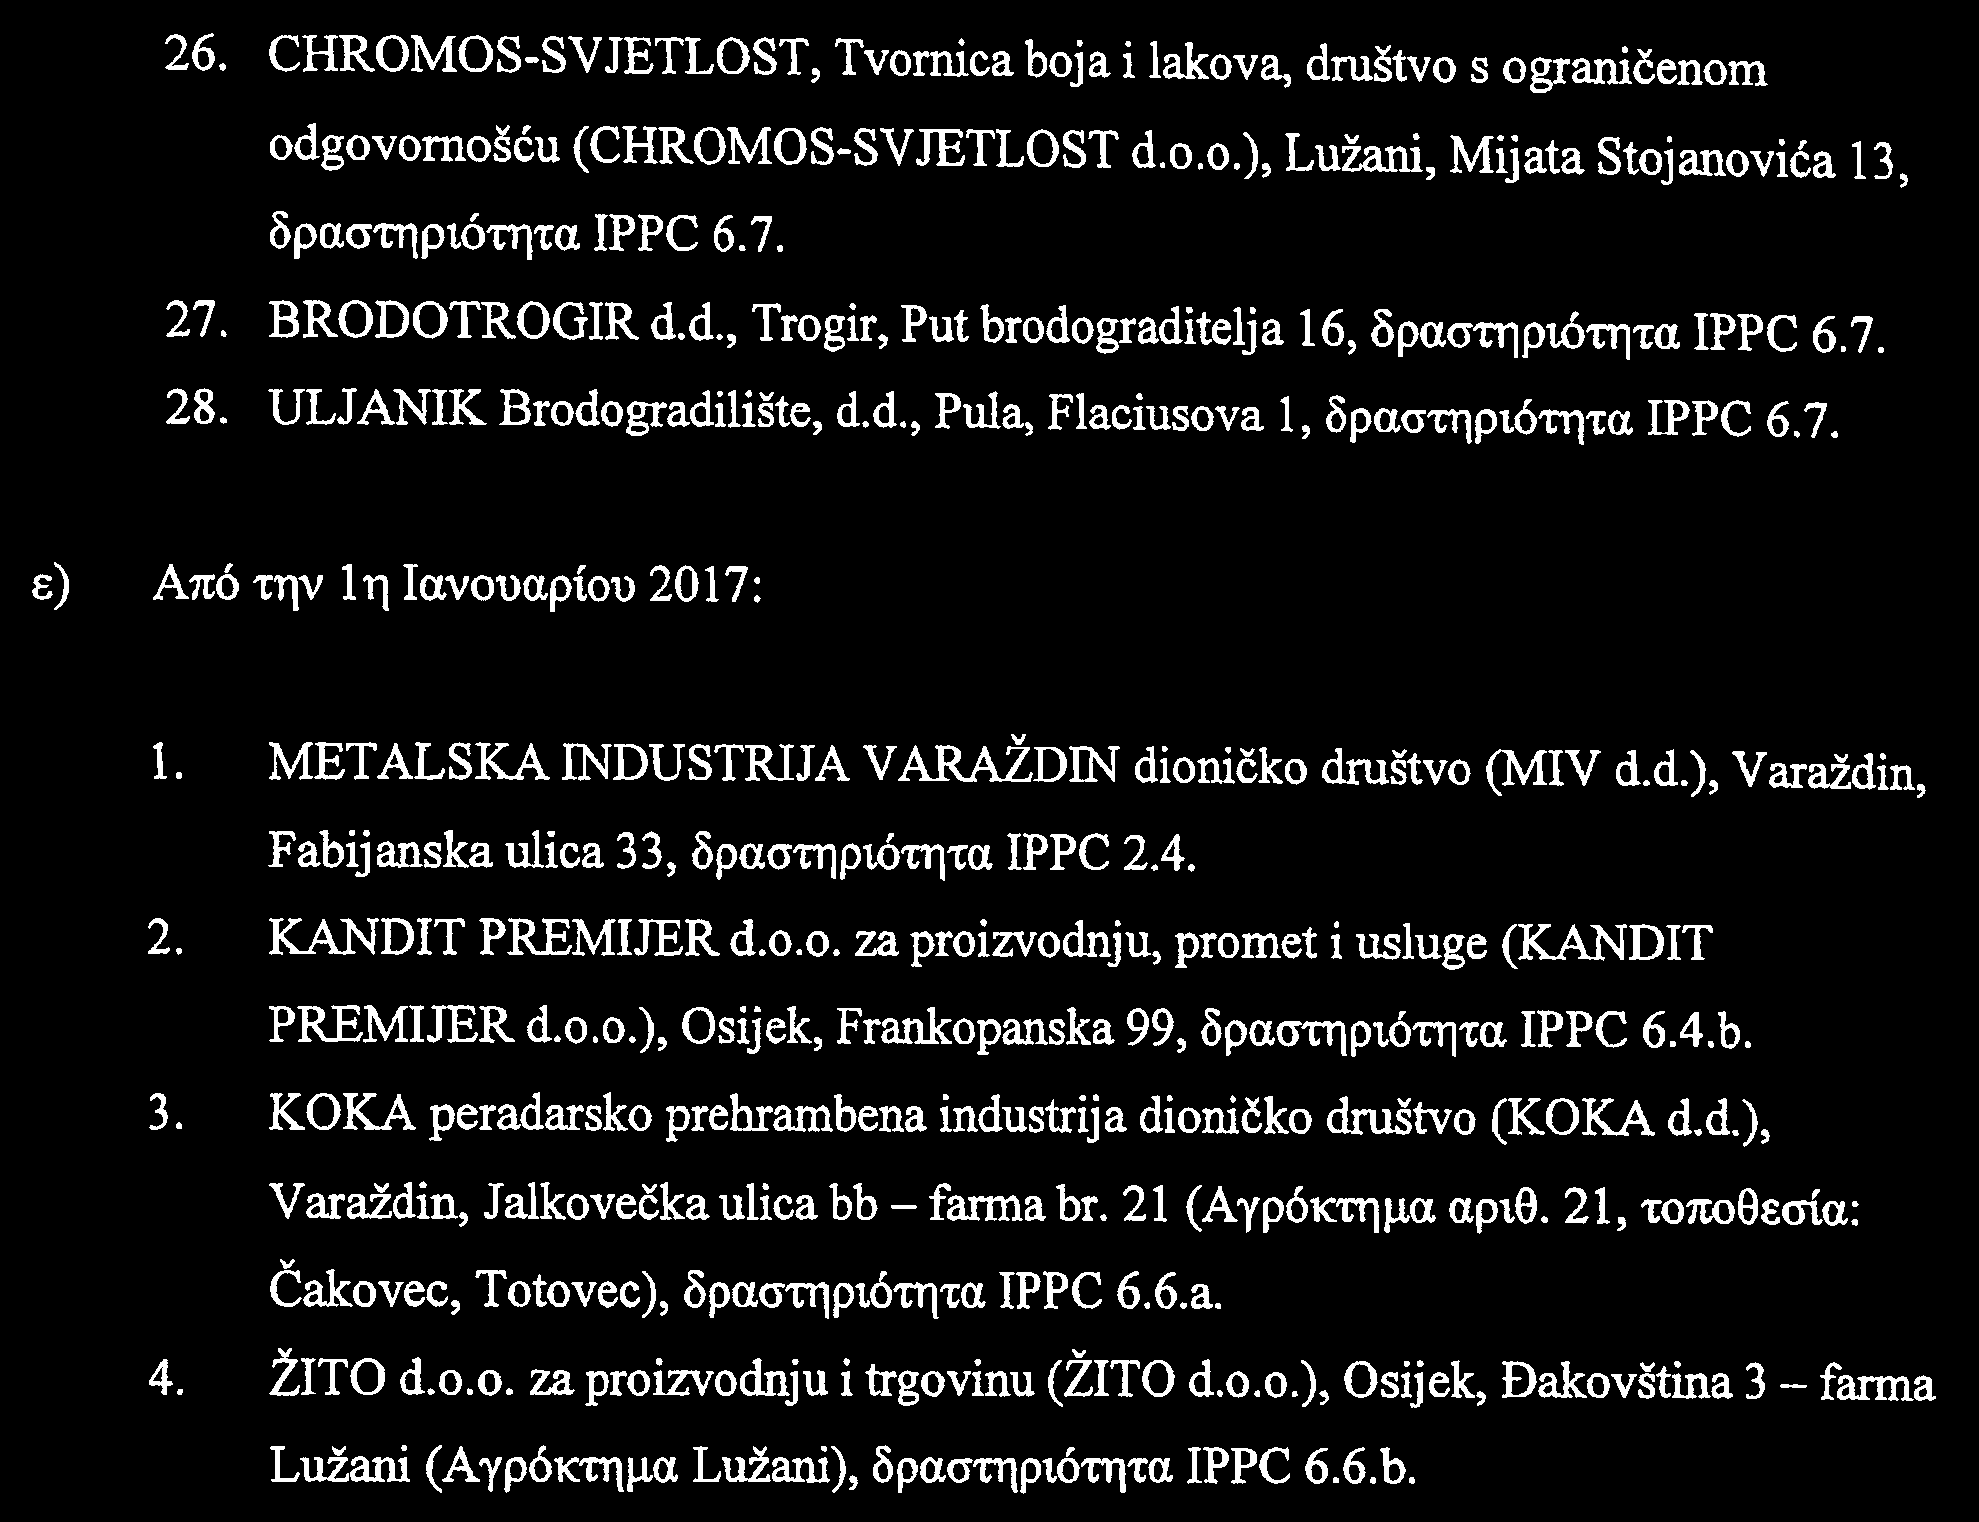 26. CHROMOS-SVJETLOST, Tvornica boja i lakova, društvo s ograničenom
odgovornošću (CHROMOS-SVJETLOST d.o.o.), Lužani, Mijata Stojanovića 13,
δραστηριότητα IPPC 6.7.
27. BRODOTROGIR d.d., Trogir, Put brodograditelja 16, δραστηριότητα IPPC 6.7.
28. ULJANIK Brodogradilište, d.d., Pula, Flaciusova 1, δραστηριότητα IPPC 6.7.
ε) Από την 1η Ιανουαρίου 2017:
1. METALSKA INDUSTRIJA VARAŽDIN dioničko društvo (MIV d.d.), Varaždin,
Fabijanska ulica 33, δραστηριότητα IPPC 2.4.
2. KANDIT PREMIJER d.o.o. za proizvodnju, promet i usluge (KANDIT
PREMIJER d.o.o.), Osijek, Frankopanska 99, δραστηριότητα IPPC 6.4.b.
3. KOKA peradarsko prehrambena industrija dioničko društvo (KOKA d.d.),
Varaždin, Jalkovečka ulica bb – farma br. 21 (Αγρόκτημα αριθ. 21, τοποθεσία:
Čakovec, Totovec), δραστηριότητα IPPC 6.6.a.
4. ŽITO d.o.o. za proizvodnju i trgovinu (ŽITO d.o.o.), Osijek, Đakovština 3 – farma
Lužani (Αγρόκτημα Lužani), δραστηριότητα IPPC 6.6.b.